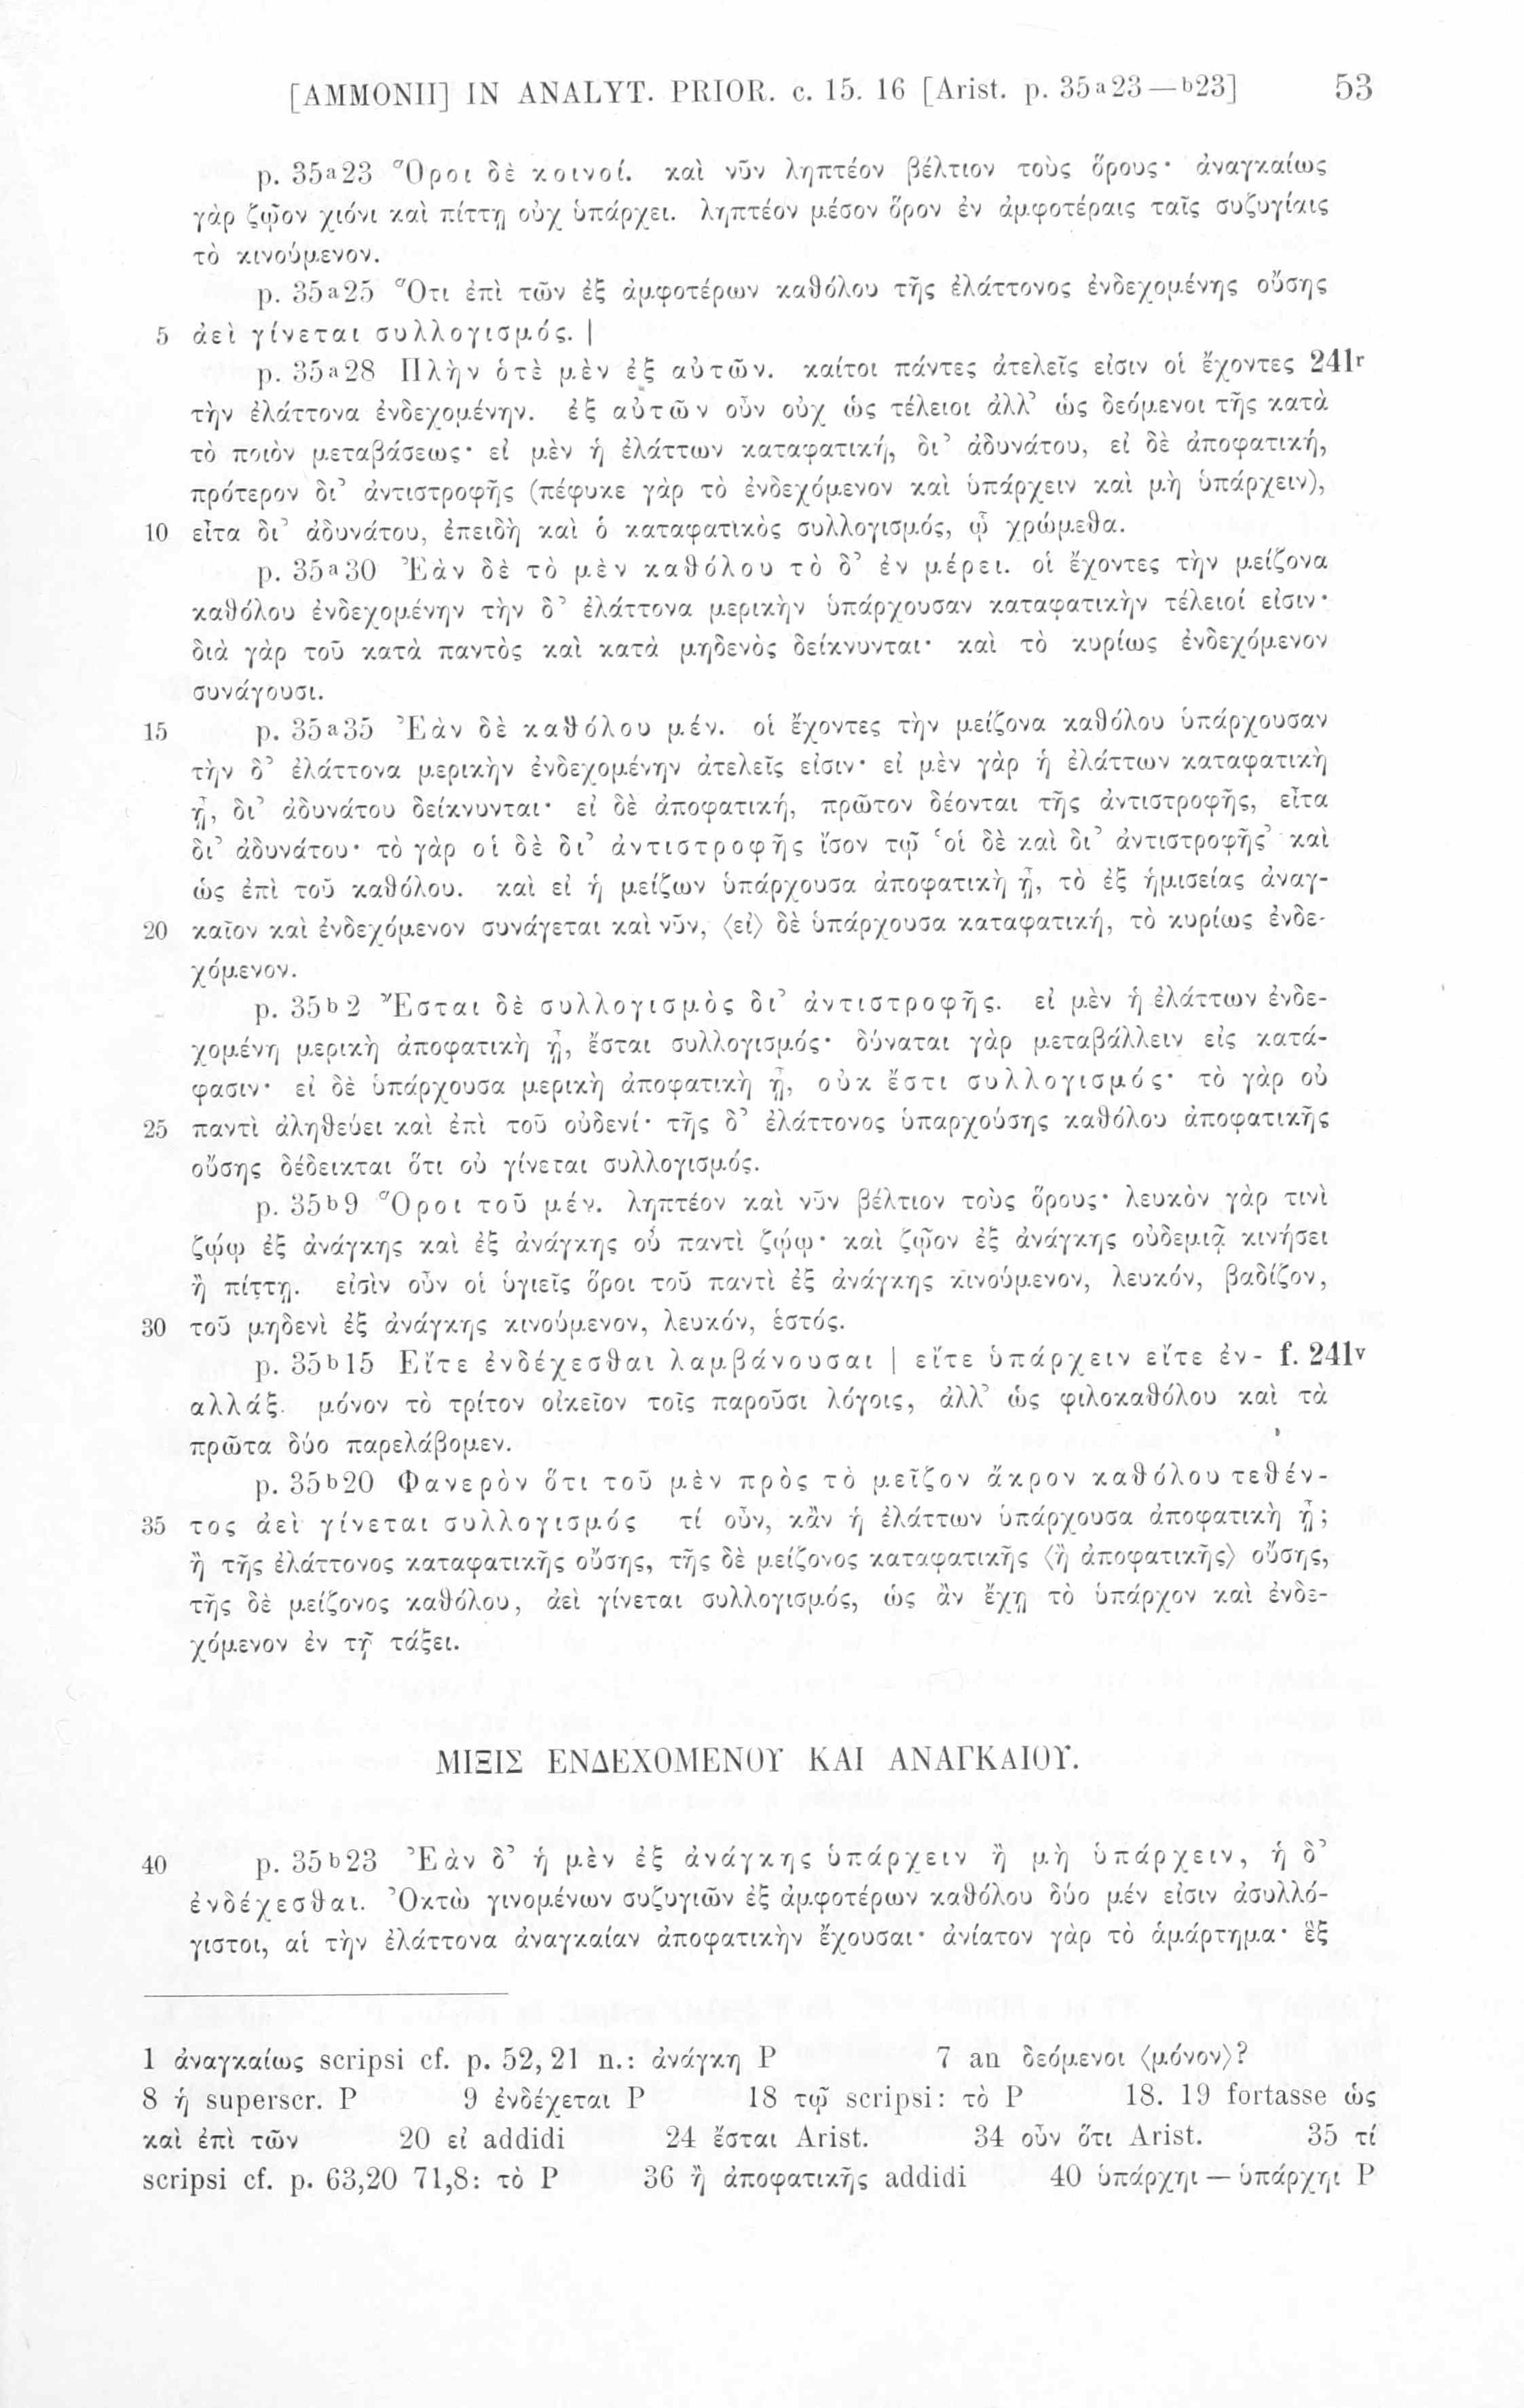 [AMMONII] IN ANALYT. PRIOR. c. 15. 16 [Arist. p. 35a23—b23] 53
p. 35a23 Ὅροι δὲ κοινοί. καὶ νῦν ληπτέον βέλτιον τοὺς ὅρους· ἀναγκαίως
γὰρ ζῷον χιόνι καὶ πίττῃ οὐχ ὑπάρχει. ληπτέον μέσον ὅρον ἐν ἀμφοτέραις ταῖς συζυγίαις
τὸ κινούμενον.
p. 35a25 Ὅτι ἐπὶ τῶν ἐξ ἀμφοτέρων καθόλου τῆς ἐλάττονος ἐνδεχομένης οὔσης
5 ἀεὶ γίνεται συλλογισμός. |
p. 35a28 Πλὴν ὁτὲ μὲν ἐξ αὐτῶν. καίτοι πάντες ἀτελεῖς εἰσιν οἱ ἔχοντες 241r
τὴν ἐλάττονα ἐνδεχομένην. ἐξ αὐτῶν οὖν οὐχ ὡς τέλειοι ἀλλ’ ὡς δεόμενοι τῆς κατὰ
τὸ ποιὸν μεταβάσεως· εἰ μὲν ἡ ἐλάττων καταφατική, δι’ ἀδυνάτου, εἰ δὲ ἀποφατική,
πρότερον δι’ ἀντιστροφῆς (πέφυκε γὰρ τὸ ἐνδεχόμενον καὶ ὑπάρχειν καὶ μὴ ὑπάρχειν),
10 εἶτα δι’ ἀδυνάτου, ἐπειδὴ καὶ ὁ καταφατικὸς συλλογισμός, ᾧ χρώμεθα.
p. 35a30 Ἐὰν δὲ τὸ μὲν καθόλου τὸ δ’ ἐν μέρει. οἱ ἔχοντες τὴν μείζονα
καθόλου ἐνδεχομένην τὴν δ’ ἐλάττονα μερικὴν ὑπάρχουσαν καταφατικὴν τέλειοί εἰσιν·
διὰ γὰρ τοῦ κατὰ παντὸς καὶ κατὰ μηδενὸς δείκνυνται· καὶ τὸ κυρίως ἐνδεχόμενον
συνάγουσι.
15 p. 35a35 Ἐὰν δὲ καθόλου μέν. οἱ ἔχοντες τὴν μείζονα καθόλου ὑπάρχουσαν
τὴν δ’ ἐλάττονα μερικὴν ἐνδεχομένην ἀτελεῖς εἰσιν· εἰ μὲν γὰρ ἡ ἐλάττων καταφατικὴ
ᾖ, δι’ ἀδυνάτου δείκνυνται· εἰ δὲ ἀποφατική, πρῶτον δέονται τῆς ἀντιστροφῆς, εἶτα
δι’ ἀδυνάτου· τὸ γὰρ οἱ δὲ δι’ ἀντιστροφῆς ἴσον τῷ ‘οἱ δὲ καὶ δι’ ἀντιστροφῆς’ καὶ
ὡς ἐπὶ τοῦ καθόλου. καὶ εἰ ἡ μείζων ὑπάρχουσα ἀποφατικὴ ᾖ, τὸ ἐξ ἡμισείας ἀναγ-
20 καῖον καὶ ἐνδεχόμενον συνάγεται καὶ νῦν, ⟨εἰ⟩ δὲ ὑπάρχουσα καταφατική, τὸ κυρίως ἐνδε-
χόμενον.
p. 35b2 Ἔσται δὲ συλλογισμὸς δι’ ἀντιστροφῆς. εἰ μὲν ἡ ἐλάττων ἐνδε-
χομένη μερικὴ ἀποφατικὴ ᾖ, ἔσται συλλογισμός· δύναται γὰρ μεταβάλλειν εἰς κατά-
φασιν· εἰ δὲ ὑπάρχουσα μερικὴ ἀποφατικὴ ᾖ, οὐκ ἔστι συλλογισμός· τὸ γὰρ οὐ
25 παντὶ ἀληθεύει καὶ ἐπὶ τοῦ οὐδενί· τῆς δ’ ἐλάττονος ὑπαρχούσης καθόλου ἀποφατικῆς
οὔσης δέδεικται ὅτι οὐ γίνεται συλλογισμός.
p. 35b9 Ὅροι τοῦ μέν. ληπτέον καὶ νῦν βέλτιον τοὺς ὅρους· λευκὸν γὰρ τινὶ
ζῴῳ ἐξ ἀνάγκης καὶ ἐξ ἀνάγκης οὐ παντὶ ζῴῳ· καὶ ζῷον ἐξ ἀνάγκης οὐδεμιᾷ κινήσει
ἢ πίττῃ. εἰσὶν οὖν οἱ ὑγιεῖς ὅροι τοῦ παντὶ ἐξ ἀνάγκης κινούμενον, λευκόν, βαδίζον,
30 τοῦ μηδενὶ ἐξ ἀνάγκης κινούμενον, λευκόν, ἑστός.
p. 35b15 Εἴτε ἐνδέχεσθαι λαμβάνουσαι | εἴτε ὑπάρχειν εἴτε ἐν- f. 241v
αλλάξ. μόνον τὸ τρίτον οἰκεῖον τοῖς παροῦσι λόγοις, ἀλλ’ ὡς φιλοκαθόλου καὶ τὰ
πρῶτα δύο παρελάβομεν.
p. 35b20 Φανερὸν ὅτι τοῦ μὲν πρὸς τὸ μεῖζον ἄκρον καθόλου τεθέν-
35 τος ἀεὶ γίνεται συλλογισμός τί οὖν, κἂν ἡ ἐλάττων ὑπάρχουσα ἀποφατικὴ ᾖ;
ἢ τῆς ἐλάττονος καταφατικῆς οὔσης, τῆς δὲ μείζονος καταφατικῆς ⟨ἢ ἀποφατικῆς⟩ οὔσης,
τῆς δὲ μείζονος καθόλου, ἀεὶ γίνεται συλλογισμός, ὡς ἂν ἔχῃ τὸ ὑπάρχον καὶ ἐνδε-
χόμενον ἐν τῇ τάξει.
ΜΙΞΙΣ ΕΝΔΕΧΟΜΕΝΟΥ ΚΑΙ ΑΝΑΓΚΑΙΟΥ.
40 p. 35b23 Ἐὰν δ’ ἡ μὲν ἐξ ἀνάγκης ὑπάρχειν ἢ μὴ ὑπάρχειν, ἡ δ’
ἐνδέχεσθαι. Ὀκτὼ γινομένων συζυγιῶν ἐξ ἀμφοτέρων καθόλου δύο μέν εἰσιν ἀσυλλό-
γιστοι, αἱ τὴν ἐλάττονα ἀναγκαίαν ἀποφατικὴν ἔχουσαι· ἀνίατον γὰρ τὸ ἁμάρτημα· ἓξ
1 ἀναγκαίως scripsi cf. p. 52,21 n.: ἀνάγκη P 7 an δεόμενοι ⟨μόνον⟩?
8 ἡ superscr. P 9 ἐνδέχεται P 18 τῷ scripsi: τὸ P 18. 19 fortasse ὡς
καὶ ἐπὶ τῶν 20 εἰ addidi 24 ἔσται Arist. 34 οὖν ὅτι Arist. 35 τί
scripsi cf. p. 63,20 71,8: τὸ P 36 ἢ ἀποφατικῆς addidi 40 ὑπάρχηι — ὑπάρχηι P